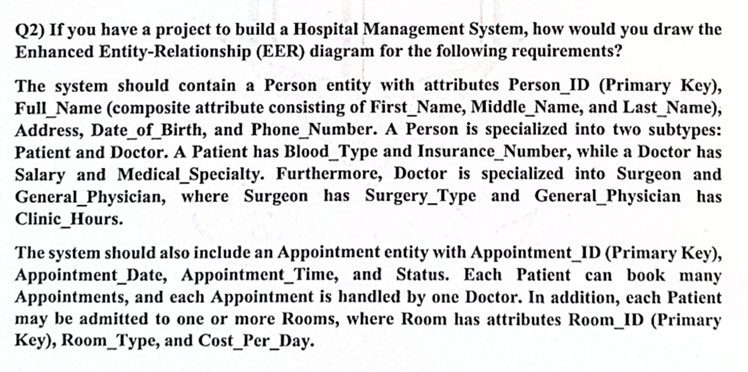 Q2) If you have a project to build a Hospital Management System, how would you draw the
Enhanced Entity-Relationship (EER) diagram for the following requirements?
The system should contain a Person entity with attributes Person_ID (Primary Key),
Full_Name (composite attribute consisting of First_Name, Middle_Name, and Last_Name),
Address, Date_of_Birth, and Phone_Number. A Person is specialized into two subtypes:
Patient and Doctor. A Patient has Blood_Type and Insurance_Number, while a Doctor has
Salary and Medical_Specialty. Furthermore, Doctor is specialized into Surgeon and
General_Physician, where Surgeon has Surgery_Type and General_Physician has
Clinic_Hours.
The system should also include an Appointment entity with Appointment_ID (Primary Key),
Appointment_Date, Appointment_Time, and Status. Each Patient can book many
Appointments, and each Appointment is handled by one Doctor. In addition, each Patient
may be admitted to one or more Rooms, where Room has attributes Room_ID (Primary
Key), Room_Type, and Cost_Per_Day.